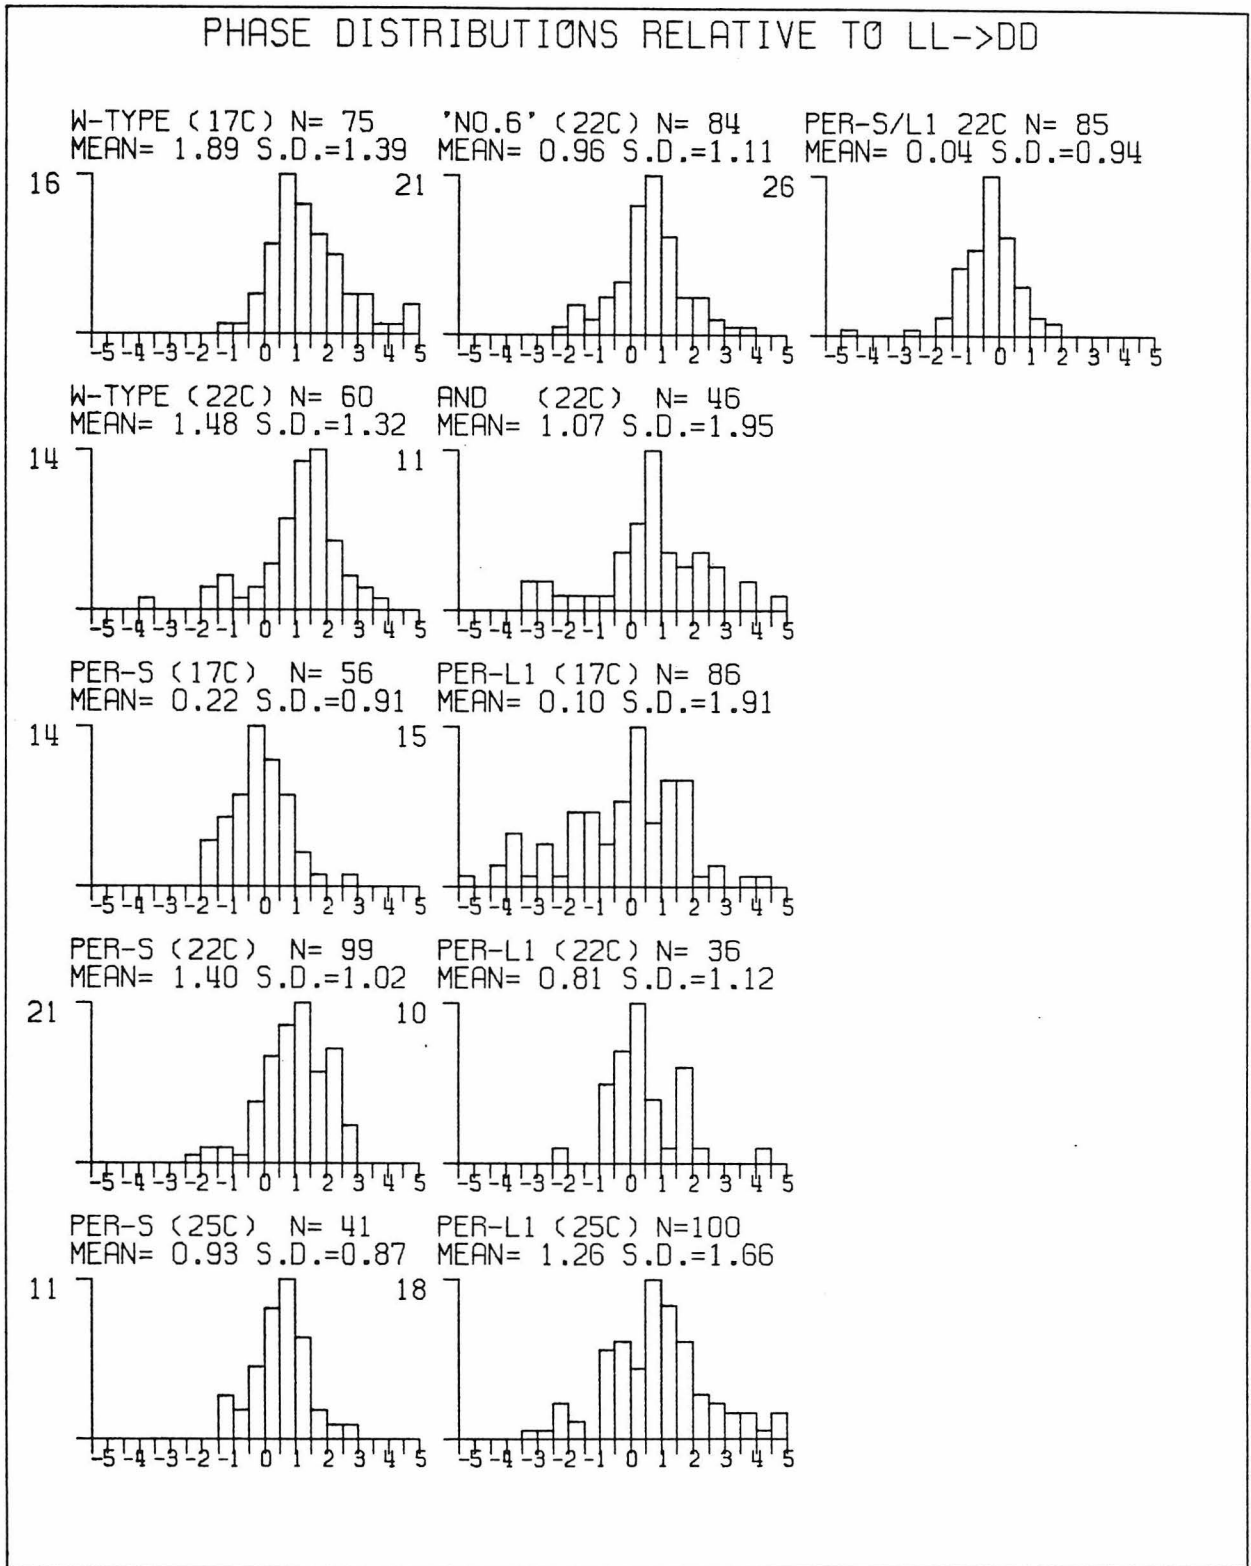 PHASE DISTRIBUTIONS RELATIVE TO LL->DD
W-TYPE (17C) N= 75
MEAN= 1.89 S.D.=1.39
16
-5 -4 -3 -2 -1 0 1 2 3 4 5
'NO.6' (22C) N= 84
MEAN= 0.96 S.D.=1.11
21
-5 -4 -3 -2 -1 0 1 2 3 4 5
PER-S/L1 22C N= 85
MEAN= 0.04 S.D.=0.94
26
-5 -4 -3 -2 -1 0 1 2 3 4 5
W-TYPE (22C) N= 60
MEAN= 1.48 S.D.=1.32
14
-5 -4 -3 -2 -1 0 1 2 3 4 5
AND (22C) N= 46
MEAN= 1.07 S.D.=1.95
11
-5 -4 -3 -2 -1 0 1 2 3 4 5
PER-S (17C) N= 56
MEAN= 0.22 S.D.=0.91
14
-5 -4 -3 -2 -1 0 1 2 3 4 5
PER-L1 (17C) N= 86
MEAN= 0.10 S.D.=1.91
15
-5 -4 -3 -2 -1 0 1 2 3 4 5
PER-S (22C) N= 99
MEAN= 1.40 S.D.=1.02
21
-5 -4 -3 -2 -1 0 1 2 3 4 5
PER-L1 (22C) N= 36
MEAN= 0.81 S.D.=1.12
10
-5 -4 -3 -2 -1 0 1 2 3 4 5
PER-S (25C) N= 41
MEAN= 0.93 S.D.=0.87
11
-5 -4 -3 -2 -1 0 1 2 3 4 5
PER-L1 (25C) N=100
MEAN= 1.26 S.D.=1.66
18
-5 -4 -3 -2 -1 0 1 2 3 4 5